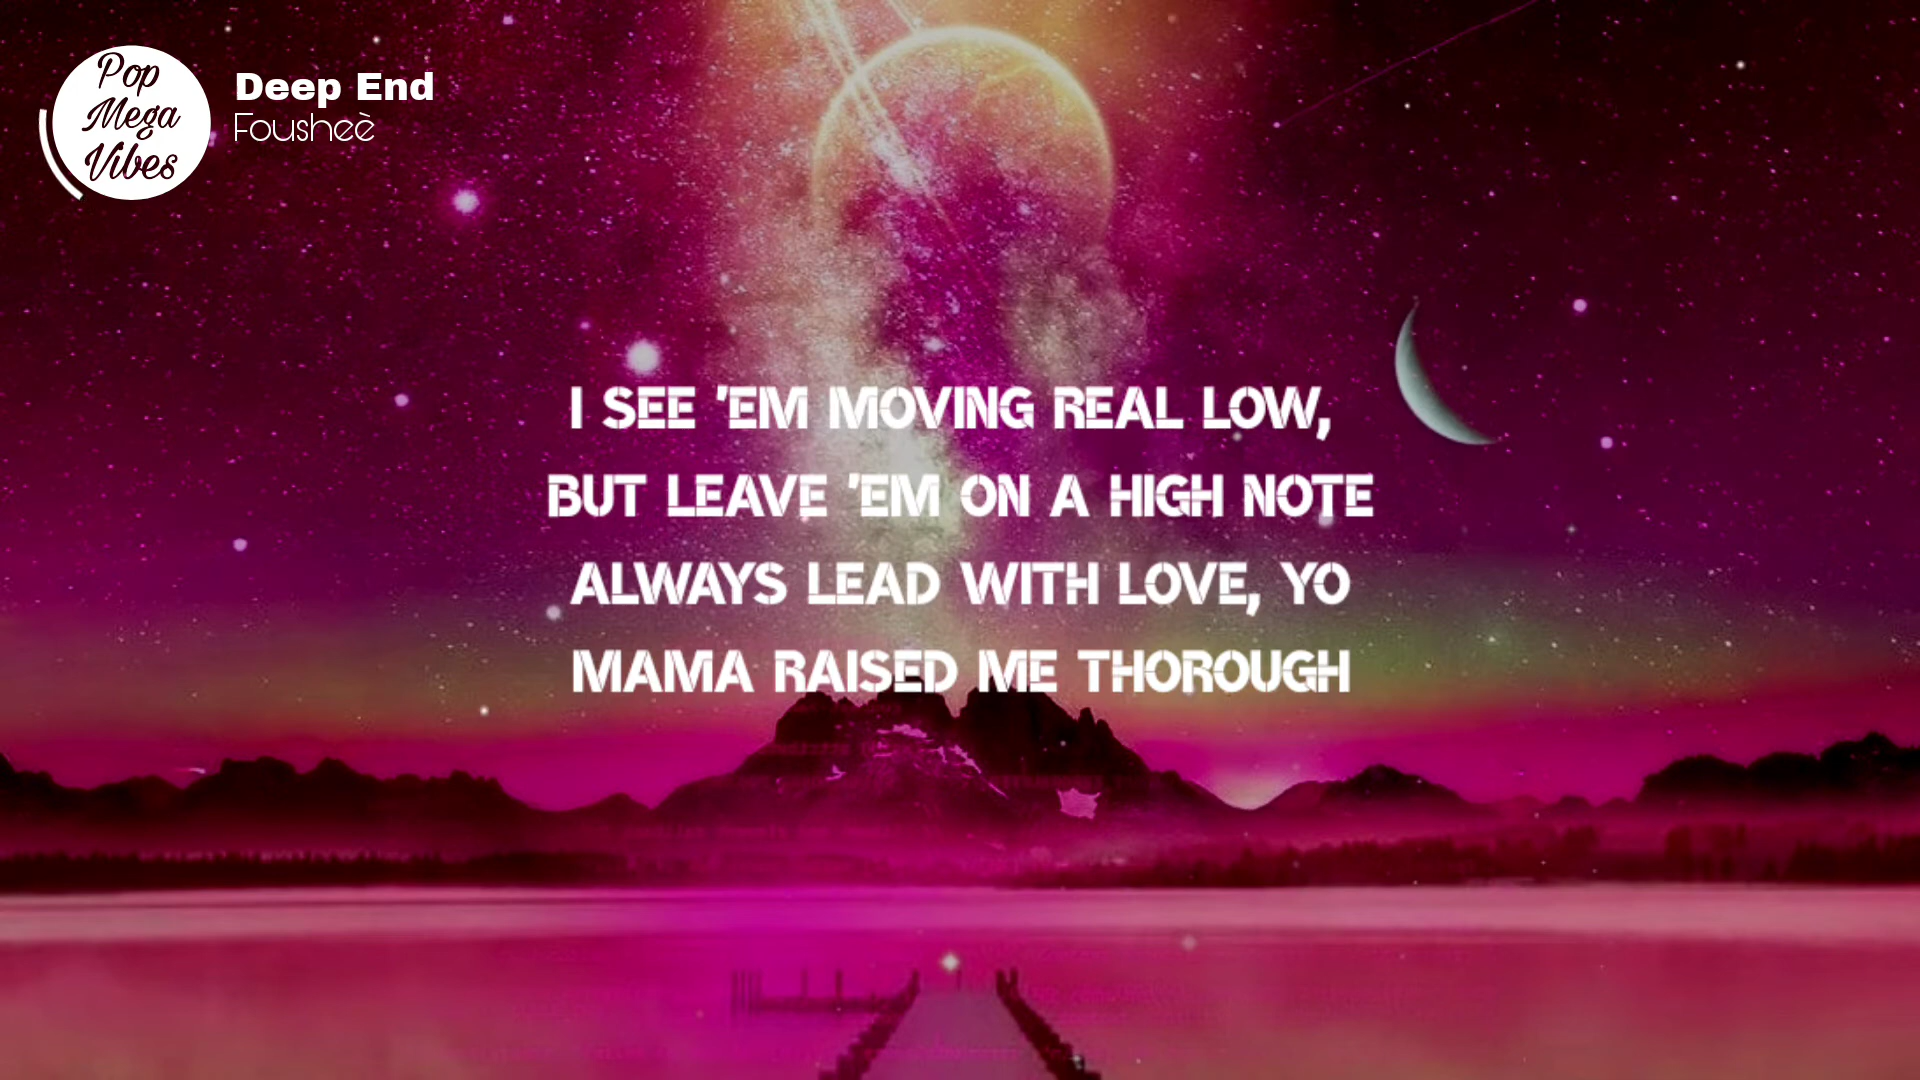 Pop
Mega
Vibes
Deep End
Fousheè
I SEE 'EM MOVING REAL LOW,
BUT LEAVE 'EM ON A HIGH NOTE
ALWAYS LEAD WITH LOVE, YO
MAMA RAISED ME THOROUGH